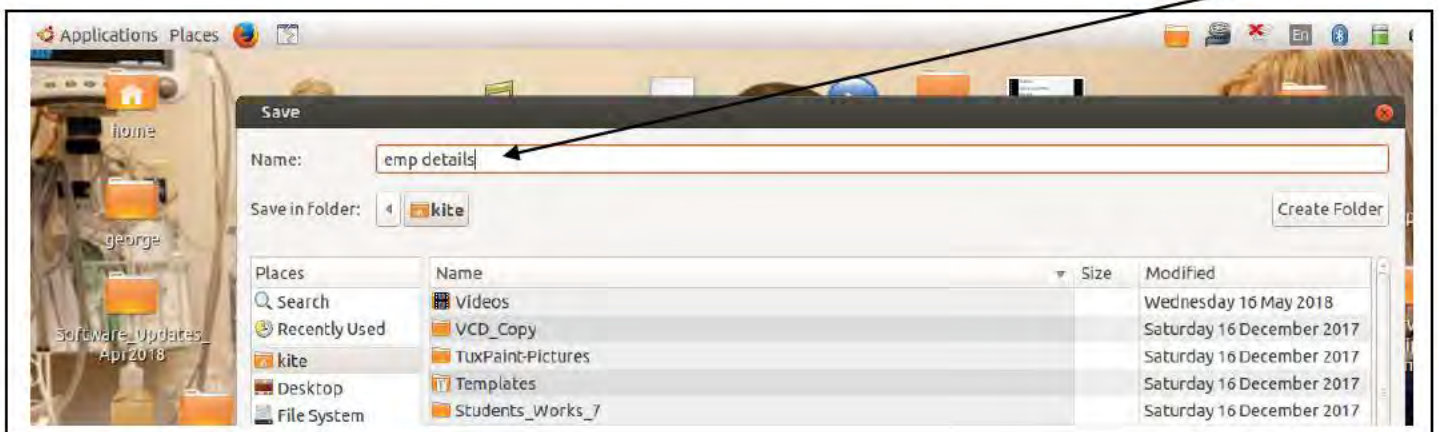 Applications Places
En
home
Save
Name: emp details
george
Save in folder: kite Create Folder
Places Name Size Modified
Search Videos Wednesday 16 May 2018
Software_Updates_
Apr2018
Recently Used VCD_Copy Saturday 16 December 2017
kite TuxPaint-Pictures Saturday 16 December 2017
Desktop Templates Saturday 16 December 2017
File System Students_Works_7 Saturday 16 December 2017